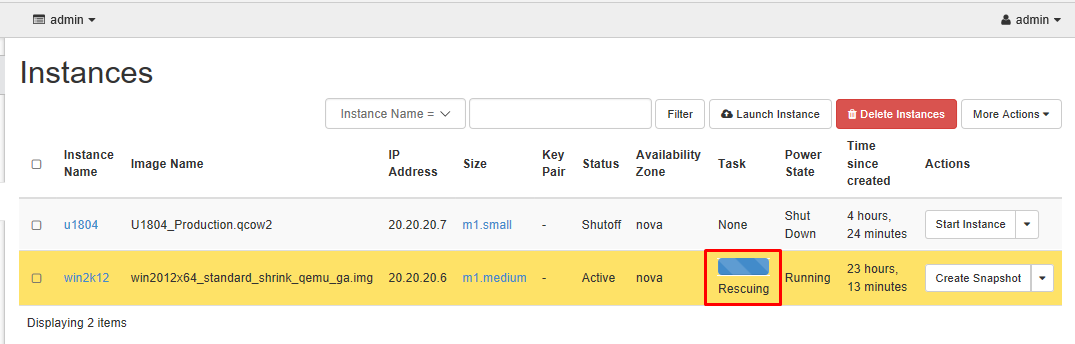 admin
admin
Instances
Instance Name =
Filter
Launch Instance
Delete Instances
More Actions
Instance
Name
Image Name
IP
Address
Size
Key
Pair
Status
Availability
Zone
Task
Power
State
Time
since
created
Actions
u1804
U1804_Production.qcow2
20.20.20.7
m1.small
-
Shutoff
nova
None
Shut
Down
4 hours,
24 minutes
Start Instance
win2k12
win2012x64_standard_shrink_qemu_ga.img
20.20.20.6
m1.medium
-
Active
nova
Rescuing
Running
23 hours,
13 minutes
Create Snapshot
Displaying 2 items